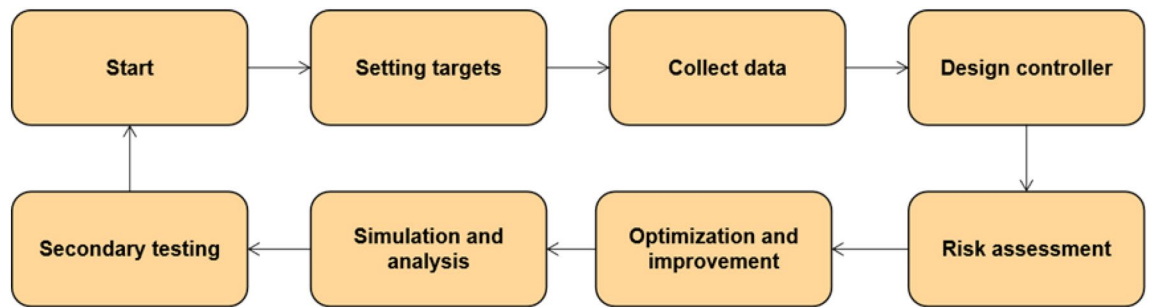 Start
Setting targets
Collect data
Design controller
Secondary testing
Simulation and
analysis
Optimization and
improvement
Risk assessment